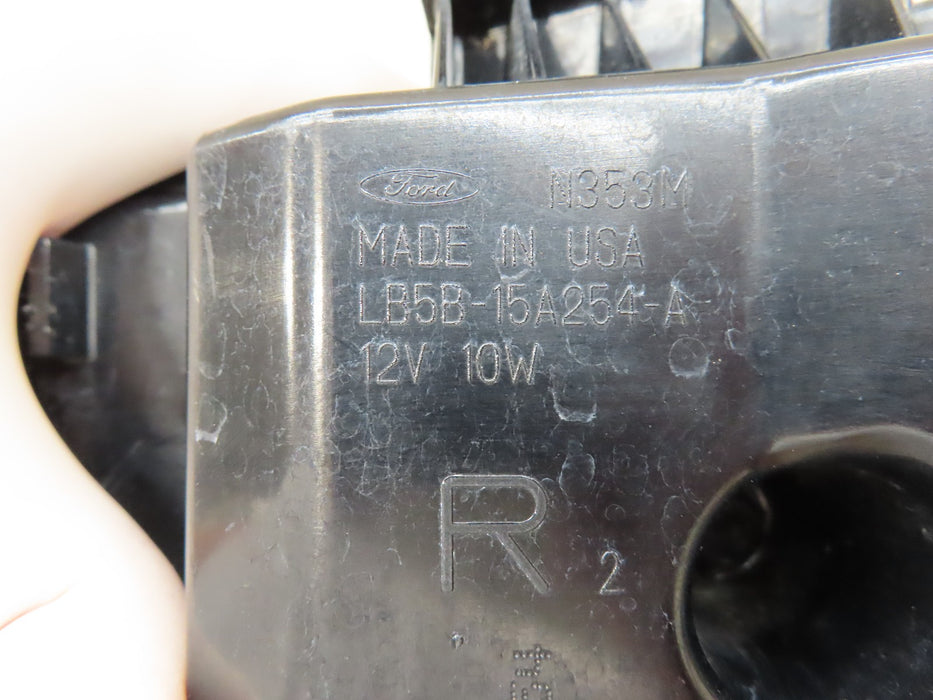 Ford N353M
MADE IN USA
LB5B-15A254-A
12V 10W
R
2